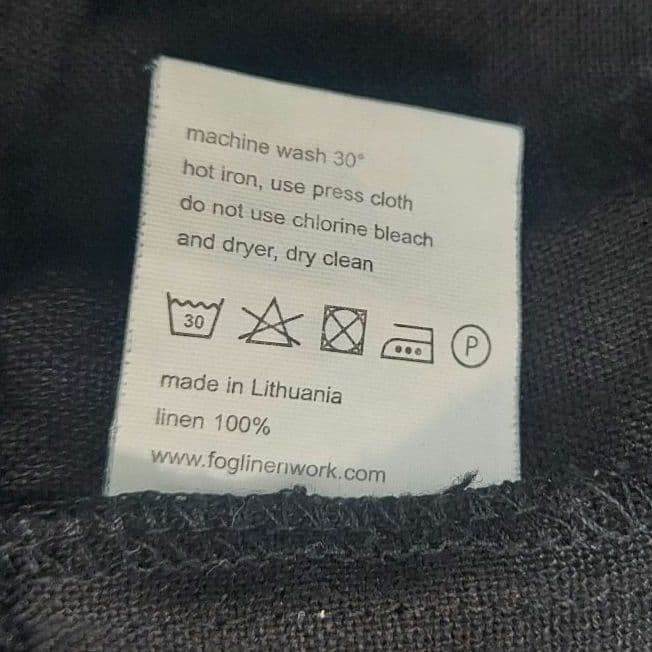 machine wash 30°
hot iron, use press cloth
do not use chlorine bleach
and dryer, dry clean
30
P
made in Lithuania
linen 100%
www.foglinenwork.com